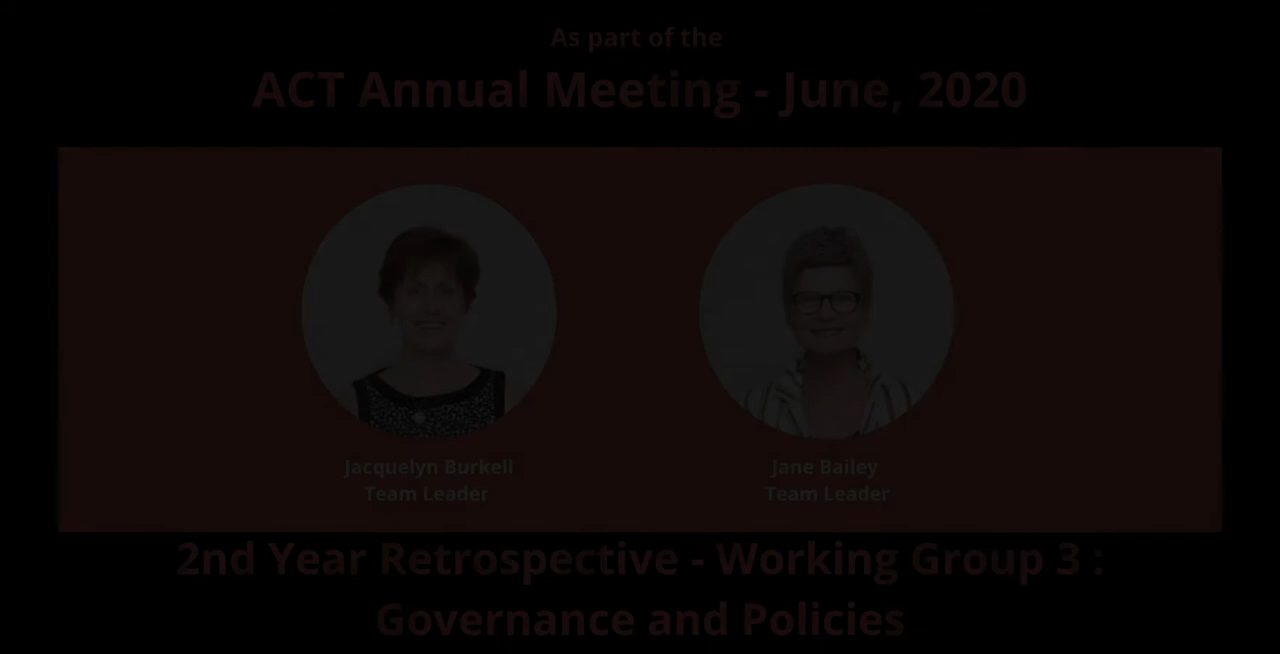 As part of the
ACT Annual Meeting - June, 2020
Jacquelyn Burkell
Team Leader
Jane Bailey
Team Leader
2nd Year Retrospective - Working Group 3 :
Governance and Policies